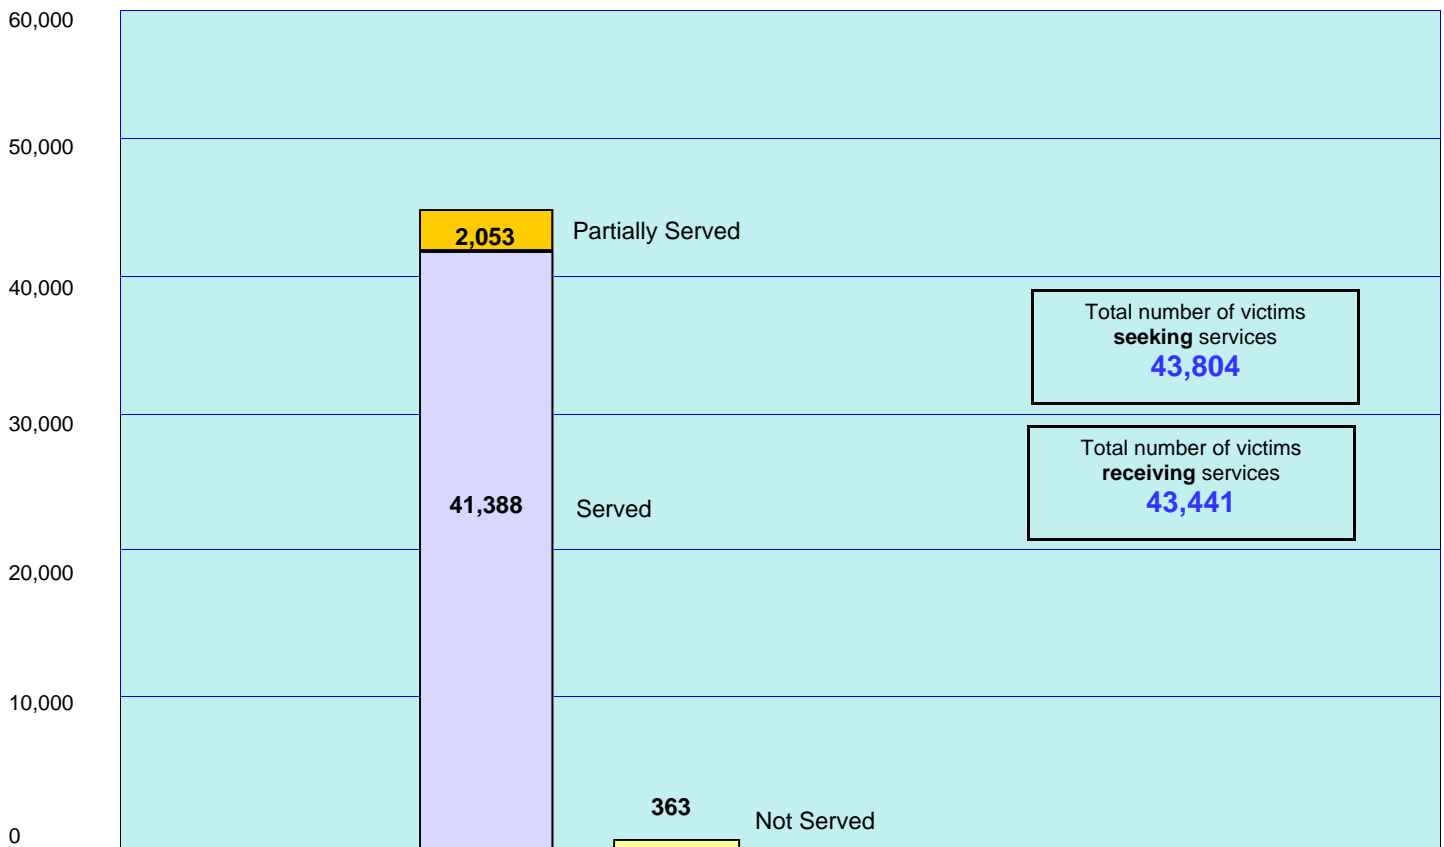 60,000
50,000
2,053 Partially Served
40,000
Total number of victims
seeking services
43,804
30,000
Total number of victims
receiving services
43,441
41,388 Served
20,000
10,000
363
Not Served
0